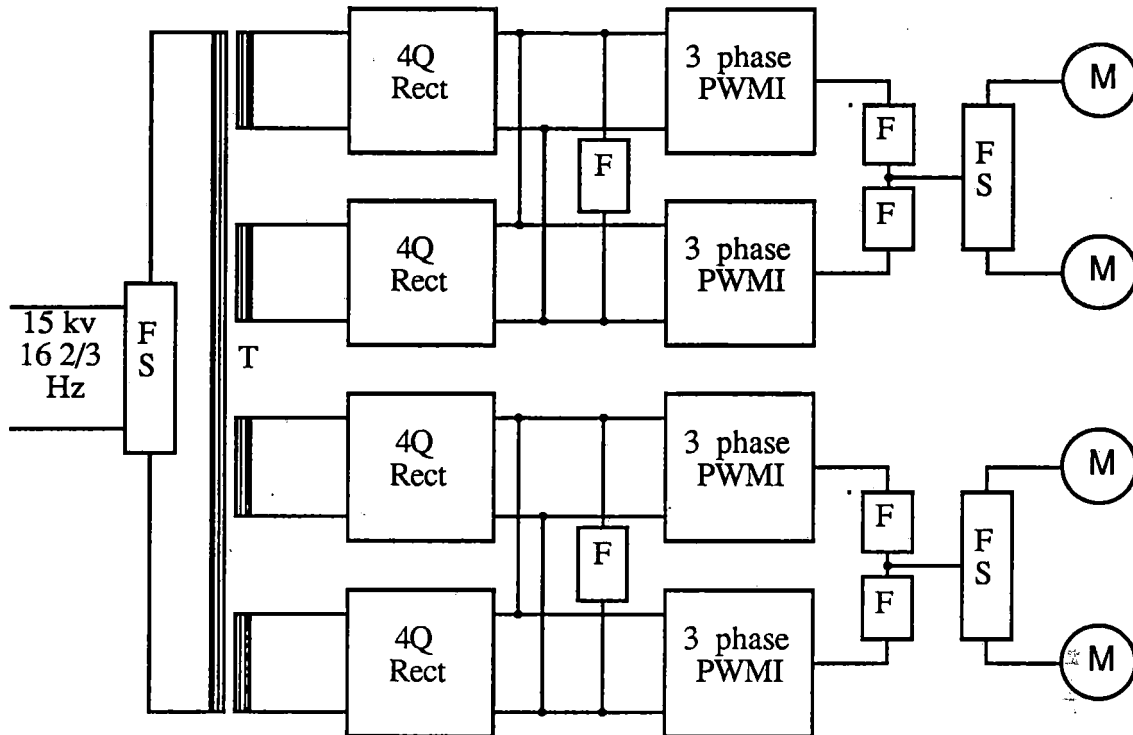 4Q
Rect
3 phase
PWMI
M
F
F
F
F
S
4Q
Rect
3 phase
PWMI
M
15 kv
16 2/3
Hz
F
S
T
4Q
Rect
3 phase
PWMI
M
F
F
F
F
S
4Q
Rect
3 phase
PWMI
M